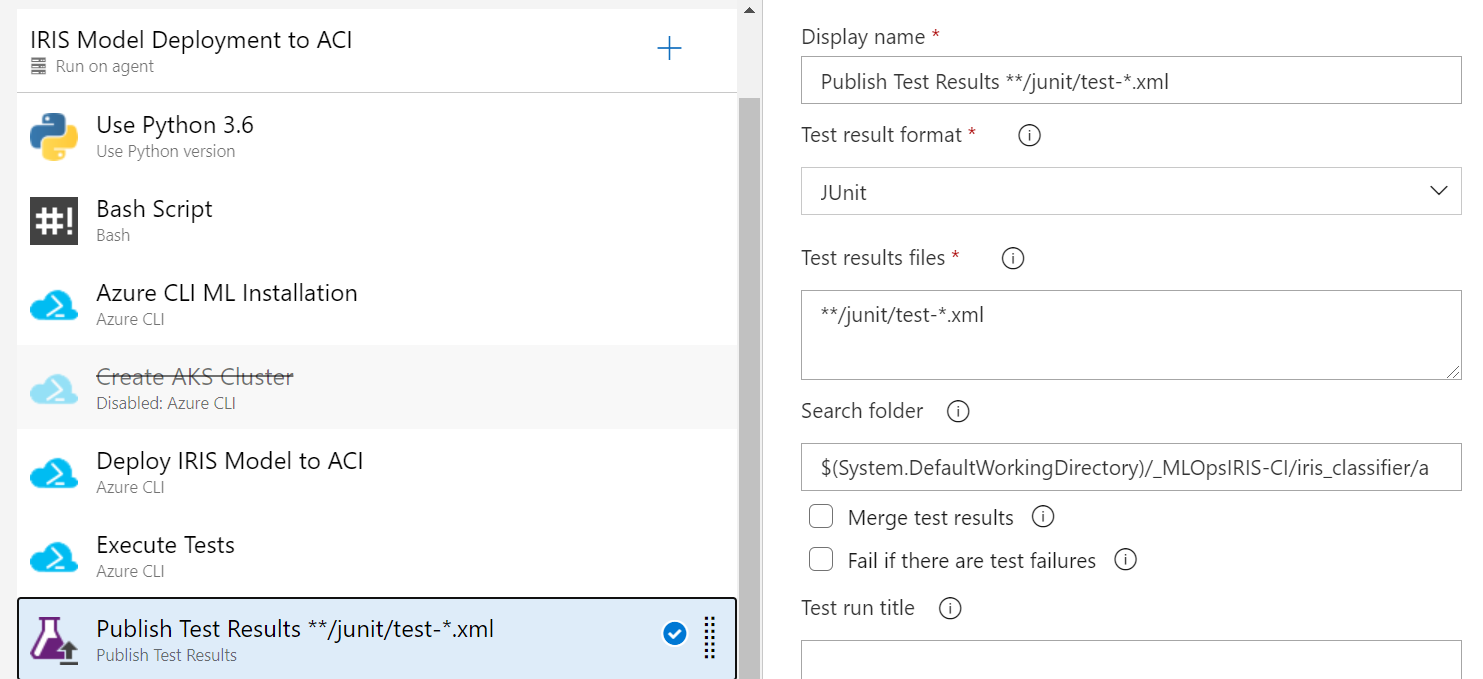 IRIS Model Deployment to ACI
Run on agent
Use Python 3.6
Use Python version
#!
Bash Script
Bash
Azure CLI ML Installation
Azure CLI
Create AKS Cluster
Disabled: Azure CLI
Deploy IRIS Model to ACI
Azure CLI
Execute Tests
Azure CLI
Publish Test Results **/junit/test-*.xml
Publish Test Results
Display name *
Publish Test Results **/junit/test-*.xml
Test result format *
JUnit
Test results files *
**/junit/test-*.xml
Search folder
$(System.DefaultWorkingDirectory)/_MLOpsIRIS-CI/iris_classifier/a
Merge test results
Fail if there are test failures
Test run title